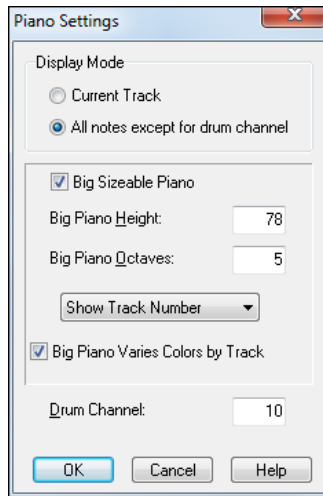 Piano Settings
Display Mode
Current Track
All notes except for drum channel
Big Sizeable Piano
Big Piano Height: 78
Big Piano Octaves: 5
Show Track Number
Big Piano Varies Colors by Track
Drum Channel: 10
OK Cancel Help